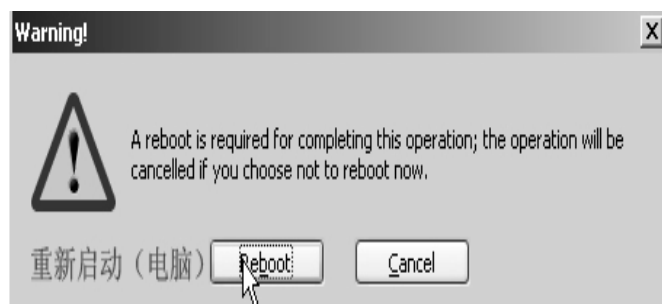 Warning!
A reboot is required for completing this operation; the operation will be
cancelled if you choose not to reboot now.
重新启动（电脑） Reboot Cancel